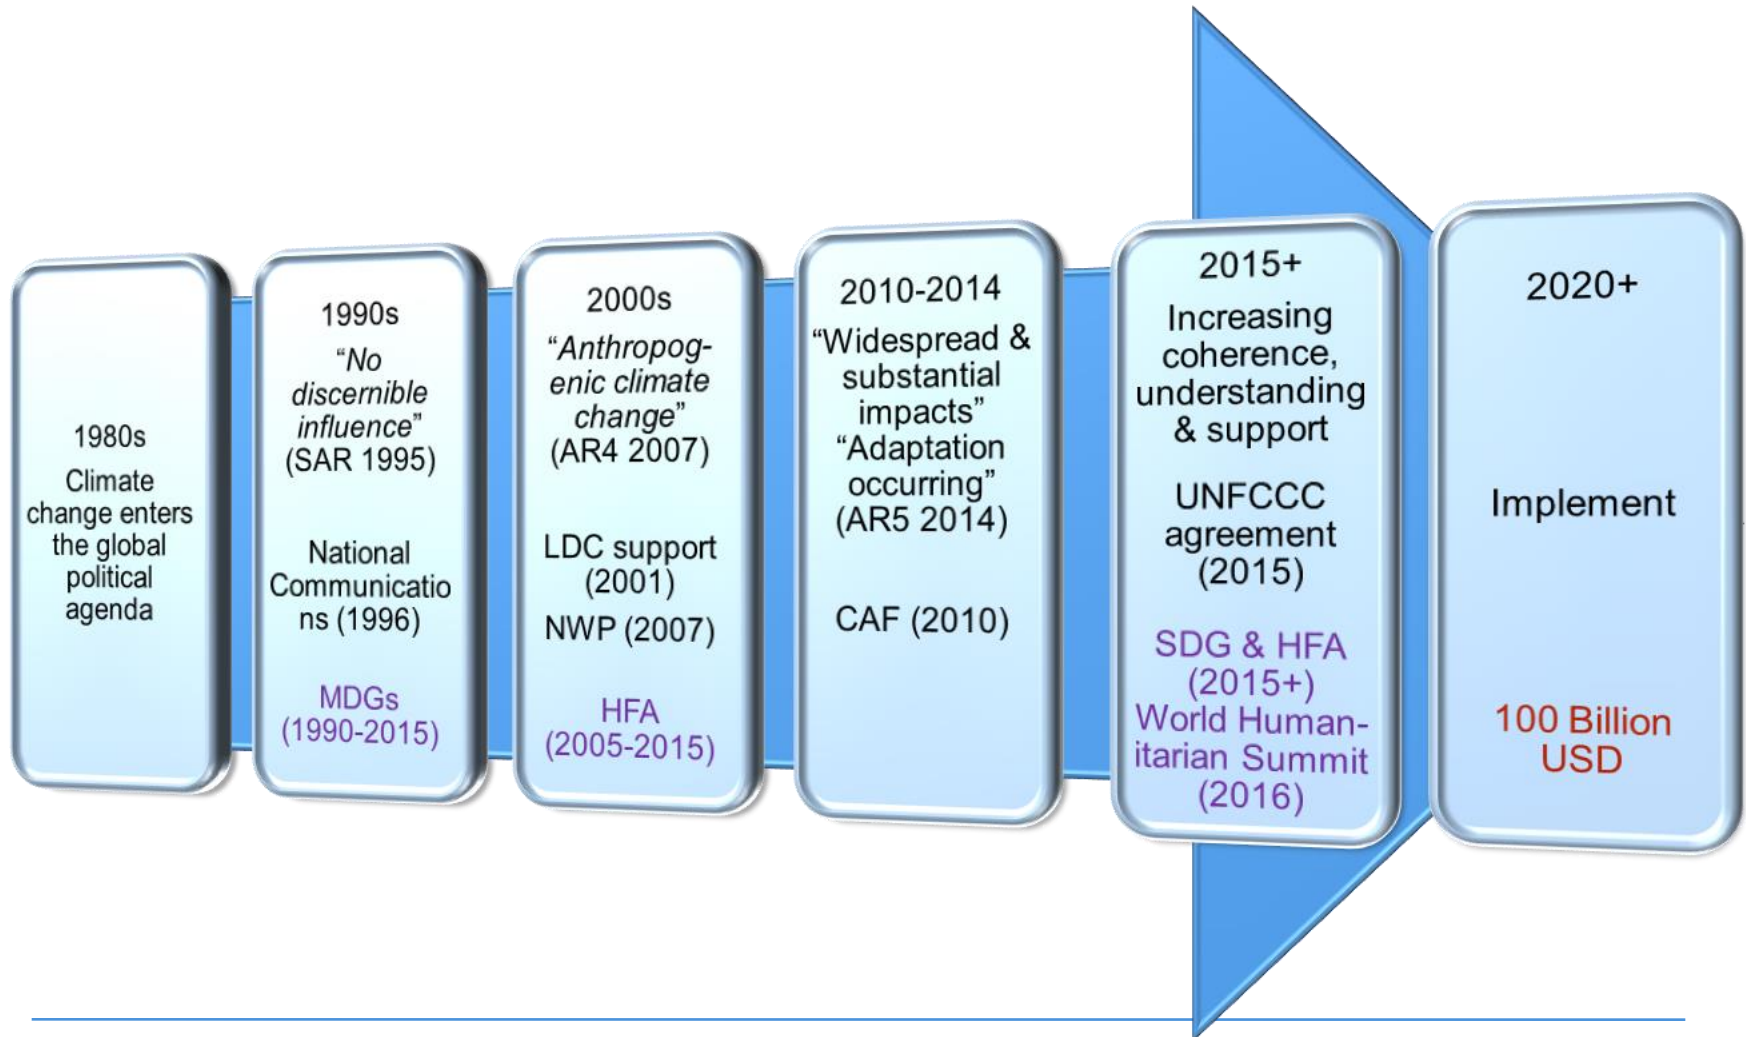 1980s
Climate
change enters
the global
political
agenda
1990s
“No
discernible
influence”
(SAR 1995)
National
Communicatio
ns (1996)
MDGs
(1990-2015)
2000s
“Anthropog-
enic climate
change”
(AR4 2007)
LDC support
(2001)
NWP (2007)
HFA
(2005-2015)
2010-2014
“Widespread &
substantial
impacts”
“Adaptation
occurring”
(AR5 2014)
CAF (2010)
2015+
Increasing
coherence,
understanding
& support
UNFCCC
agreement
(2015)
SDG & HFA
(2015+)
World Human-
itarian Summit
(2016)
2020+
Implement
100 Billion
USD